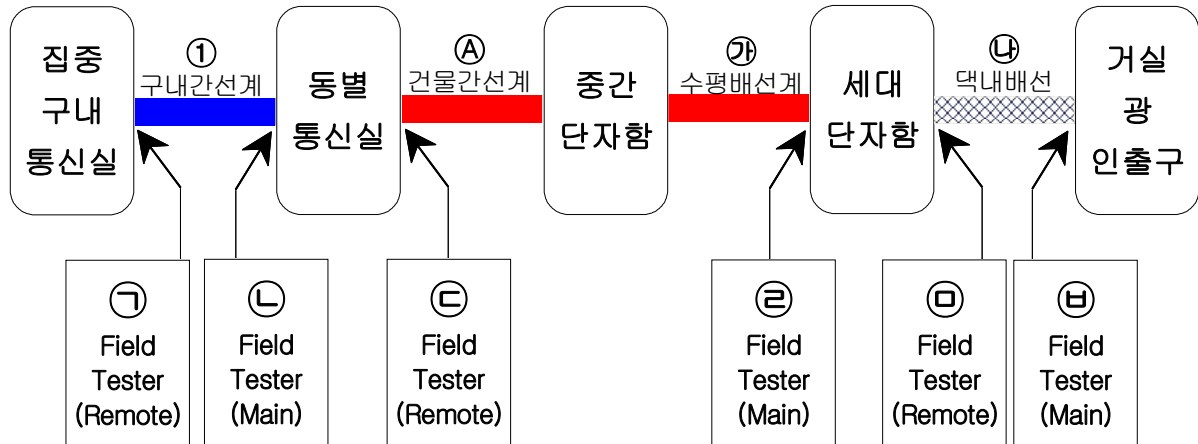 집중
구내
통신실
①
구내간선계
동별
통신실
Ⓐ
건물간선계
중간
단자함
㉮
수평배선계
세대
단자함
㉯
댁내배선
거실
광
인출구
㉠
Field
Tester
(Remote)
㉡
Field
Tester
(Main)
㉢
Field
Tester
(Remote)
㉣
Field
Tester
(Main)
㉤
Field
Tester
(Remote)
㉥
Field
Tester
(Main)